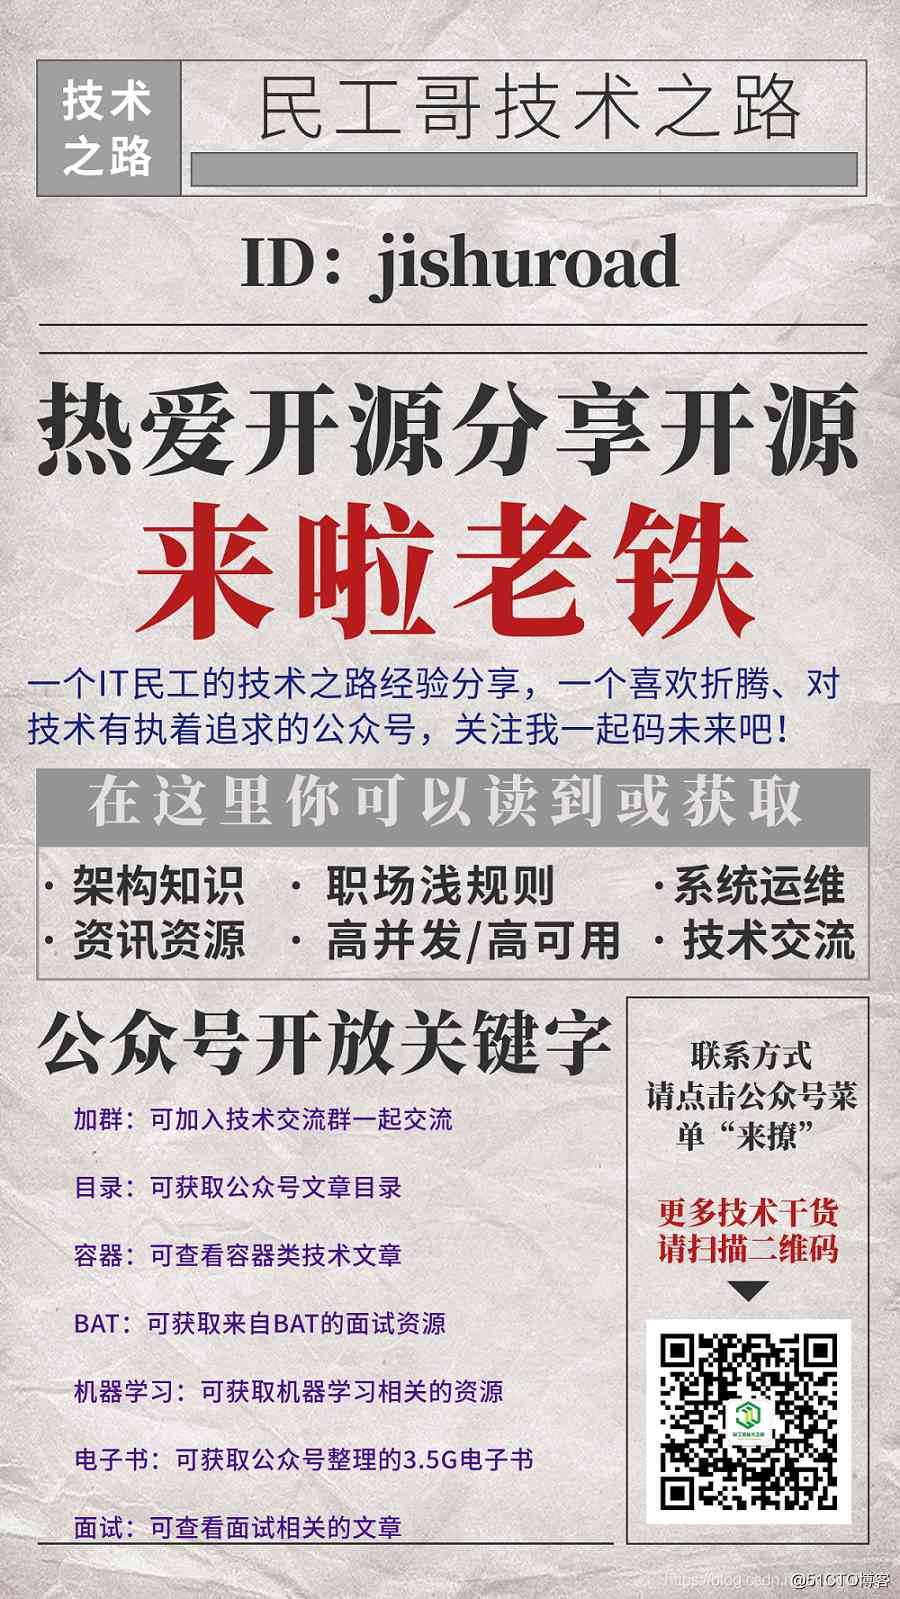 技术
之路
民工哥技术之路
ID：jishuroad
热爱开源分享开源
来啦老铁
一个IT民工的技术之路经验分享，一个喜欢折腾、对
技术有执着追求的公众号，关注我一起码未来吧！
在这里你可以读到或获取
· 架构知识 · 职场浅规则 ·系统运维
· 资讯资源 · 高并发/高可用 · 技术交流
公众号开放关键字
加群：可加入技术交流群一起交流
目录：可获取公众号文章目录
容器：可查看容器类技术文章
BAT：可获取来自BAT的面试资源
机器学习：可获取机器学习相关的资源
电子书：可获取公众号整理的3.5G电子书
面试：可查看面试相关的文章
联系方式
请点击公众号菜
单“来撩”
更多技术干货
请扫描二维码
民工哥技术之路
@51CTO博客